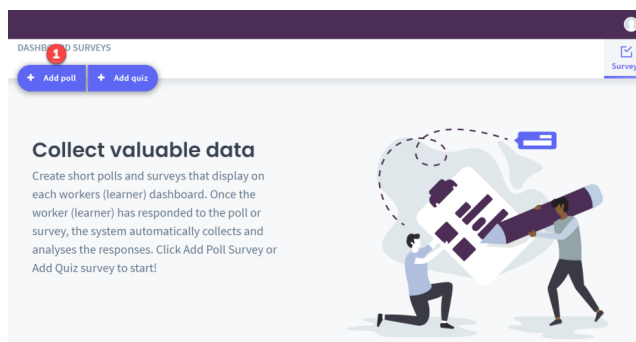 DASHBOARD SURVEYS
1
+ Add poll + Add quiz
Survey
Collect valuable data
Create short polls and surveys that display on
each workers (learner) dashboard. Once the
worker (learner) has responded to the poll or
survey, the system automatically collects and
analyses the responses. Click Add Poll Survey or
Add Quiz survey to start!